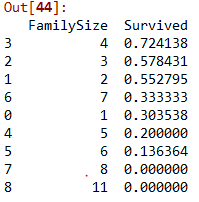 Out[44]:
FamilySize Survived
3 4 0.724138
2 3 0.578431
1 2 0.552795
6 7 0.333333
0 1 0.303538
4 5 0.200000
5 6 0.136364
7 8 0.000000
8 11 0.000000